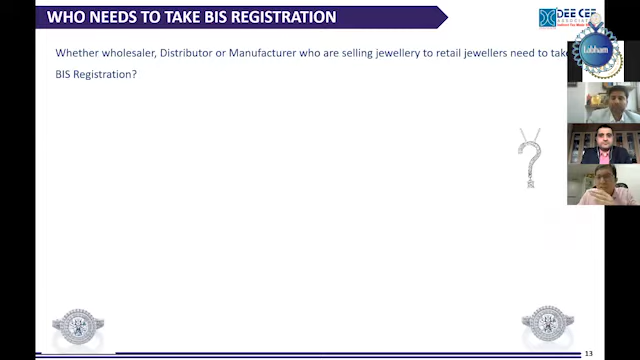 WHO NEEDS TO TAKE BIS REGISTRATION
DEE CEE
Labham
Whether wholesaler, Distributor or Manufacturer who are selling jewellery to retail jewellers need to take
BIS Registration?
13